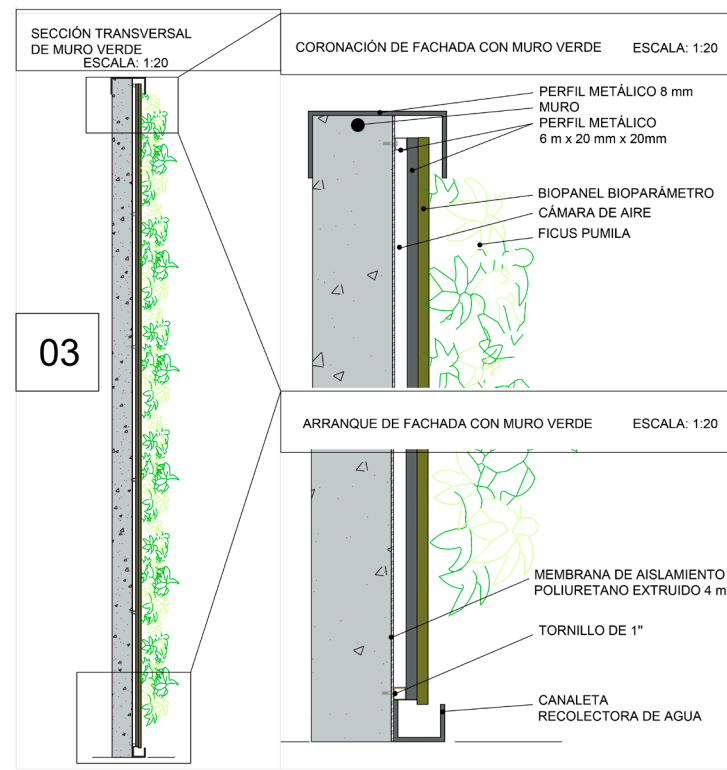 SECCIÓN TRANSVERSAL
DE MURO VERDE
ESCALA: 1:20
CORONACIÓN DE FACHADA CON MURO VERDE ESCALA: 1:20
PERFIL METÁLICO 8 mm
MURO
PERFIL METÁLICO
6 m x 20 mm x 20mm
BIOPANEL BIOPARÁMETRO
CÁMARA DE AIRE
FICUS PUMILA
03
ARRANQUE DE FACHADA CON MURO VERDE ESCALA: 1:20
MEMBRANA DE AISLAMIENTO
POLIURETANO EXTRUIDO 4 m
TORNILLO DE 1"
CANALETA
RECOLECTORA DE AGUA